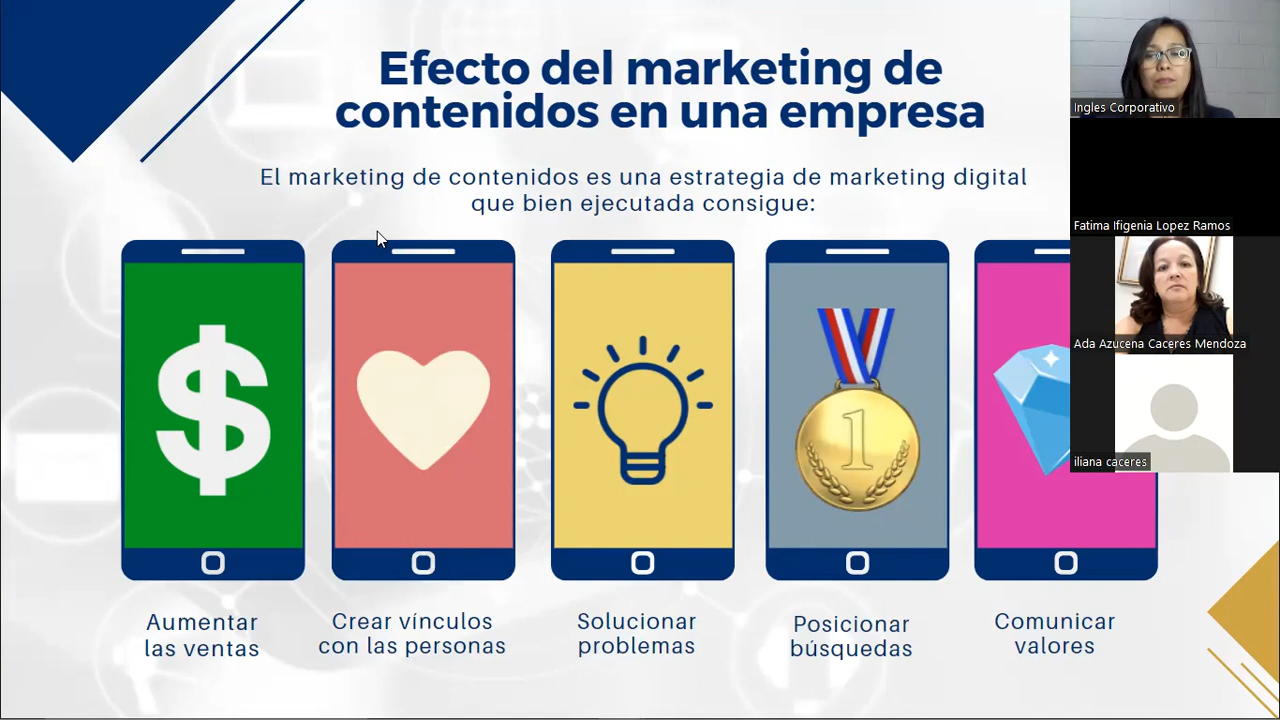 Efecto del marketing de
contenidos en una empresa
El marketing de contenidos es una estrategia de marketing digital
que bien ejecutada consigue:
1
Aumentar
las ventas
Crear vínculos
con las personas
Solucionar
problemas
Posicionar
búsquedas
Comunicar
valores
Ingles Corporativo
Fatima Ifigenia Lopez Ramos
Ada Azucena Caceres Mendoza
iliana caceres